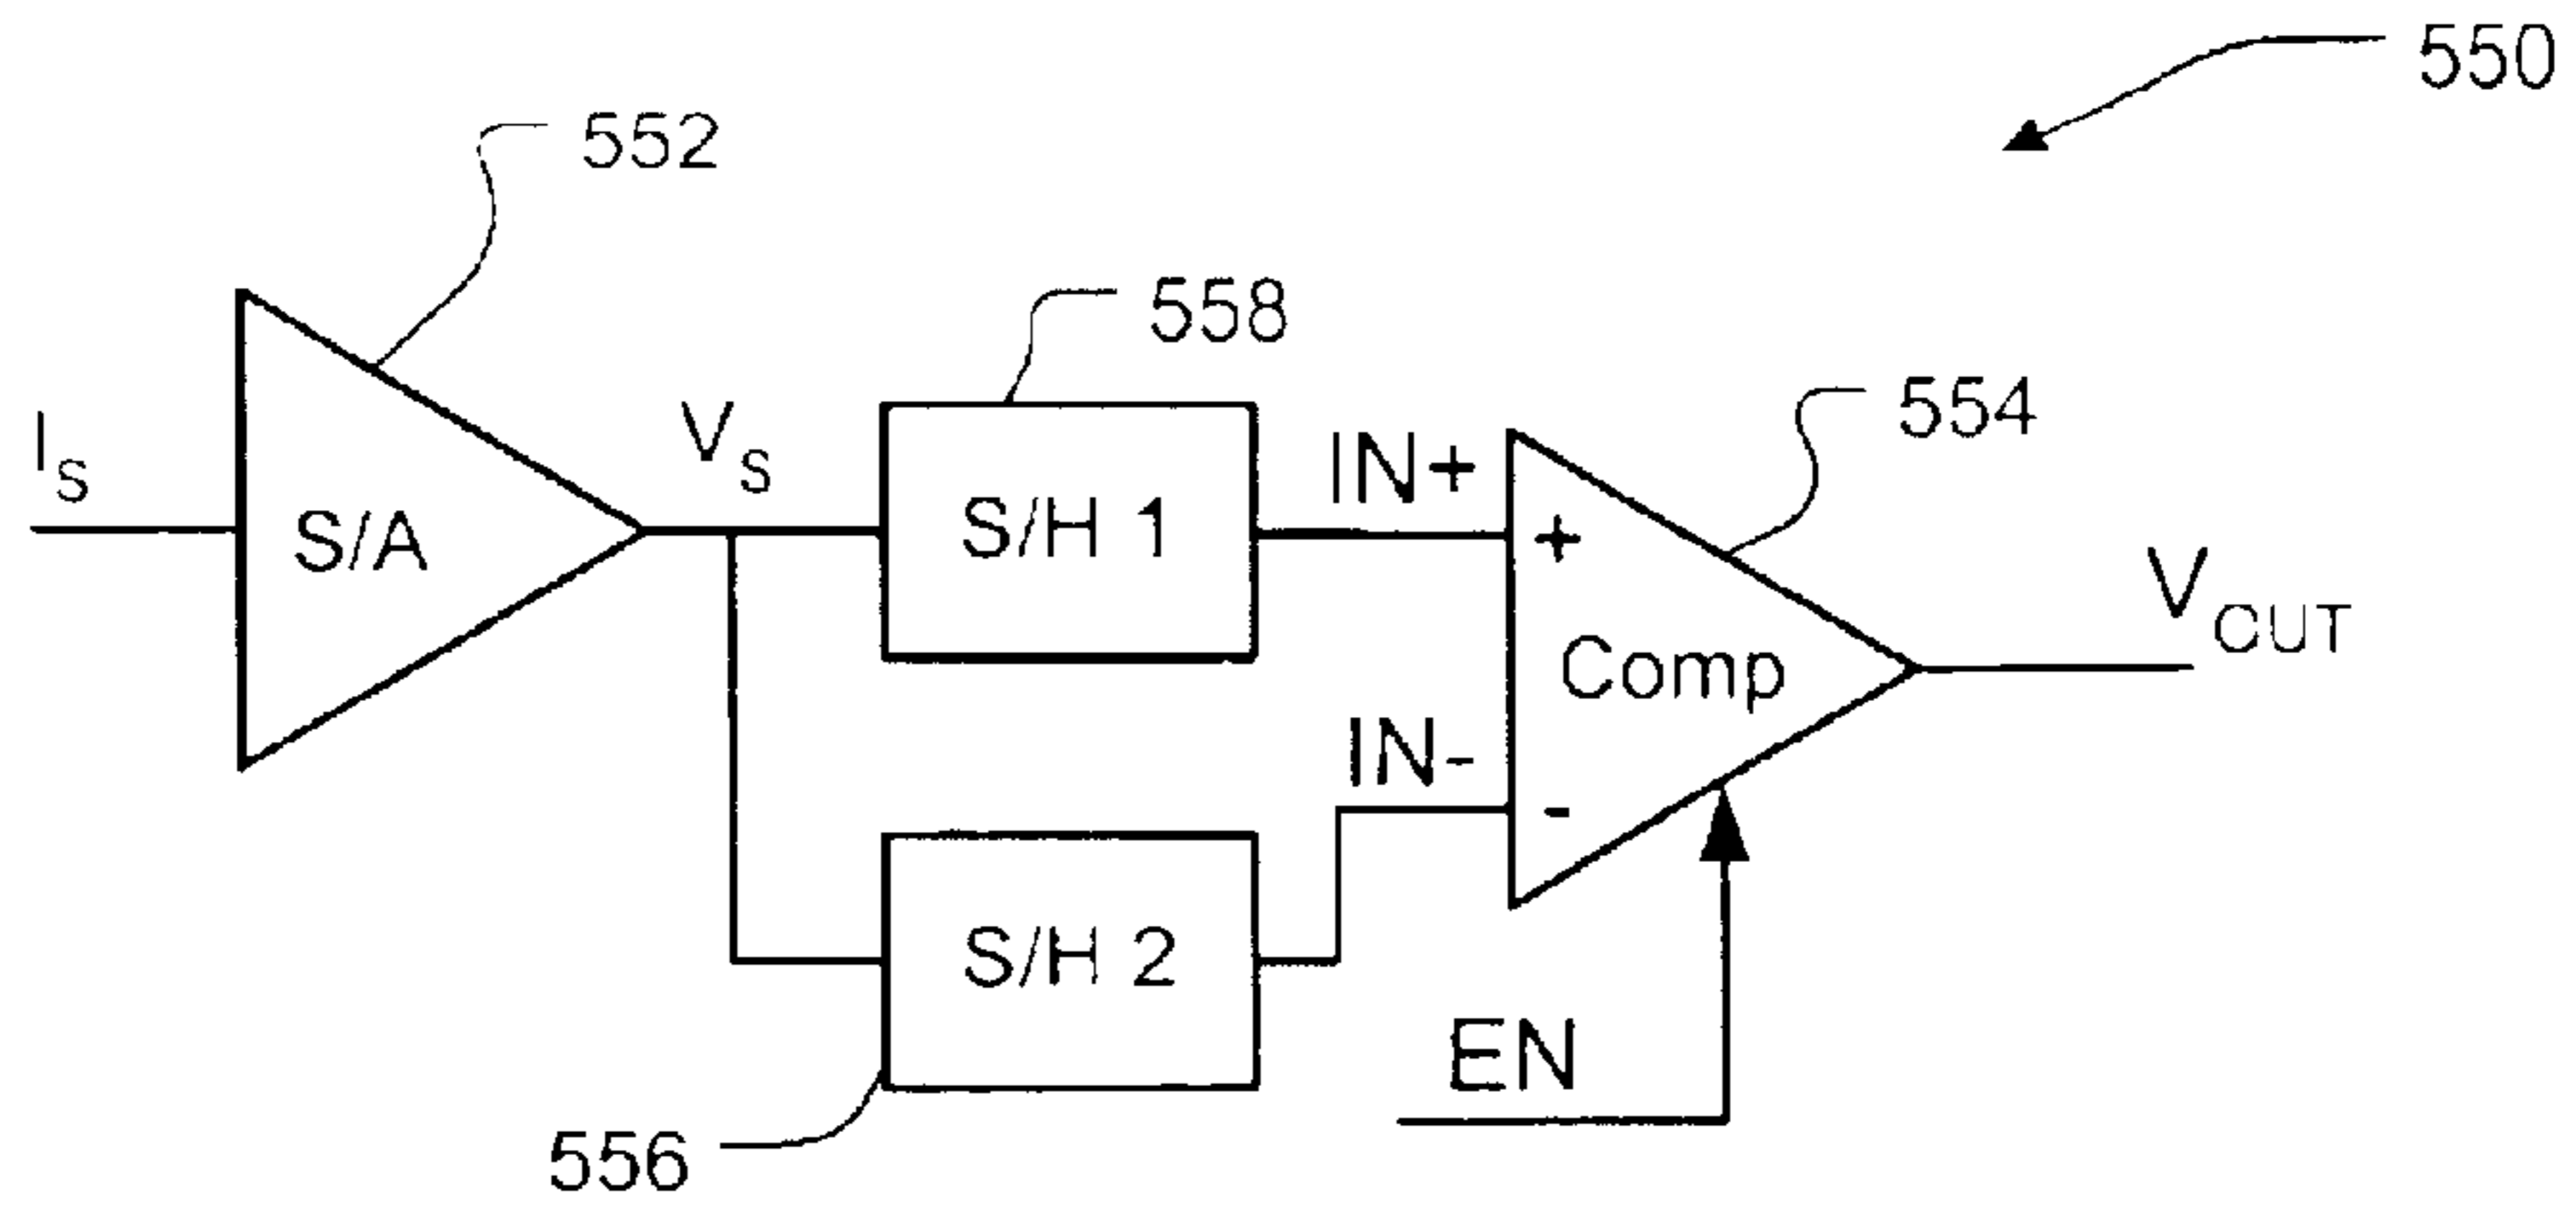 550
552
558
554
I_S
S/A
V_S
S/H 1
IN+
+
Comp
V_CUT
IN-
-
S/H 2
EN
556